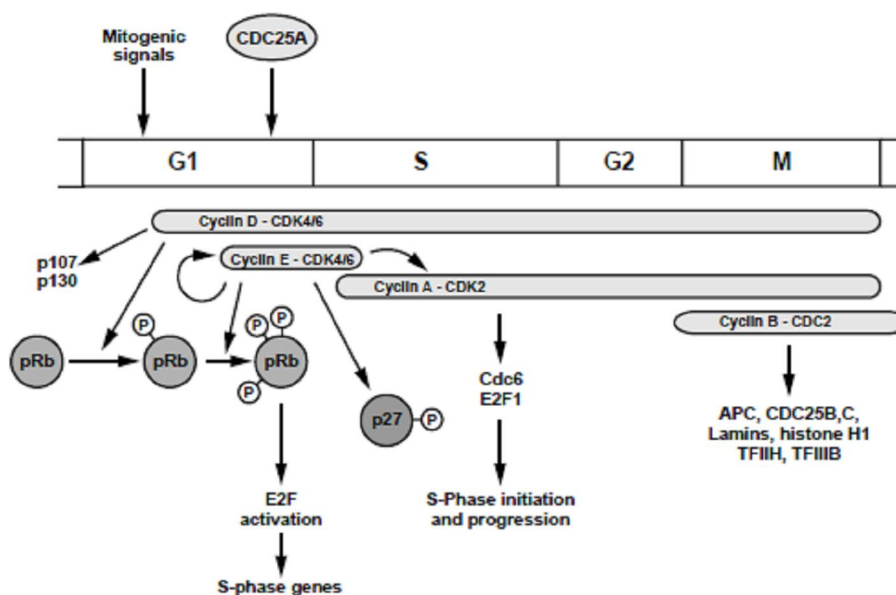 Mitogenic
signals
CDC25A
G1
S
G2
M
Cyclin D - CDK4/6
p107
p130
Cyclin E - CDK4/6
Cyclin A - CDK2
Cyclin B - CDC2
pRb
P
pRb
P
P
P
pRb
p27
P
Cdc6
E2F1
APC, CDC25B,C,
Lamins, histone H1
TFIIH, TFIIIB
E2F
activation
S-Phase initiation
and progression
S-phase genes